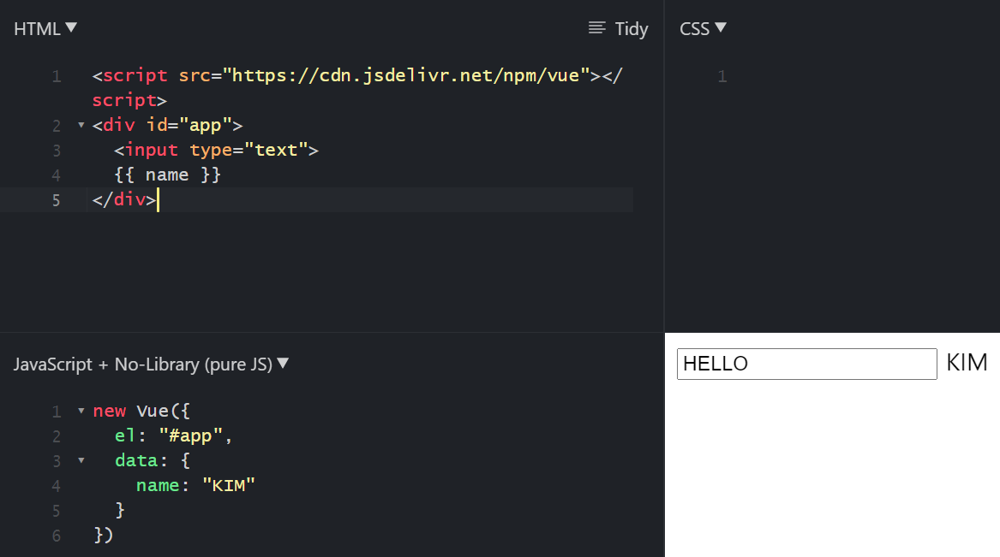 HTML▼ Tidy
1 <script src="https://cdn.jsdelivr.net/npm/vue"></
script>
2 ▾ <div id="app">
3   <input type="text">
4   {{ name }}
5 </div>
CSS▼
1
JavaScript + No-Library (pure JS)▼
1 ▾ new Vue({
2   el: "#app",
3 ▾   data: {
4     name: "KIM"
5   }
6 })
HELLO KIM